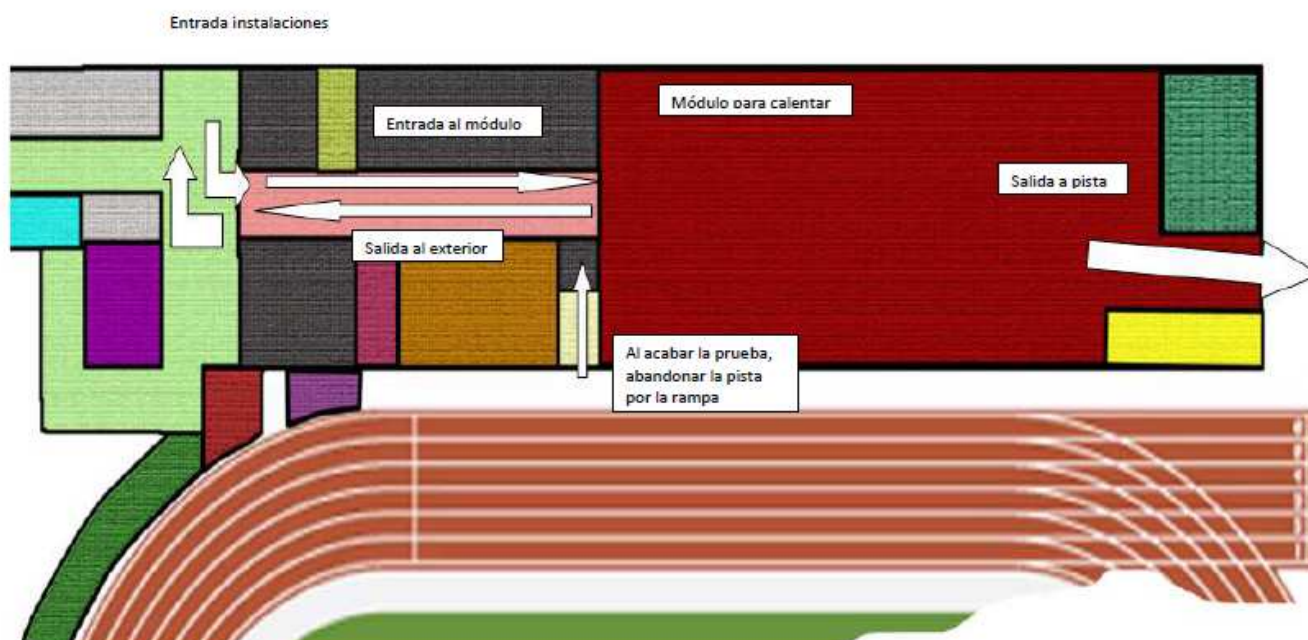 Entrada instalaciones
Módulo para calentar
Entrada al módulo
Salida a pista
Salida al exterior
Al acabar la prueba,
abandonar la pista
por la rampa